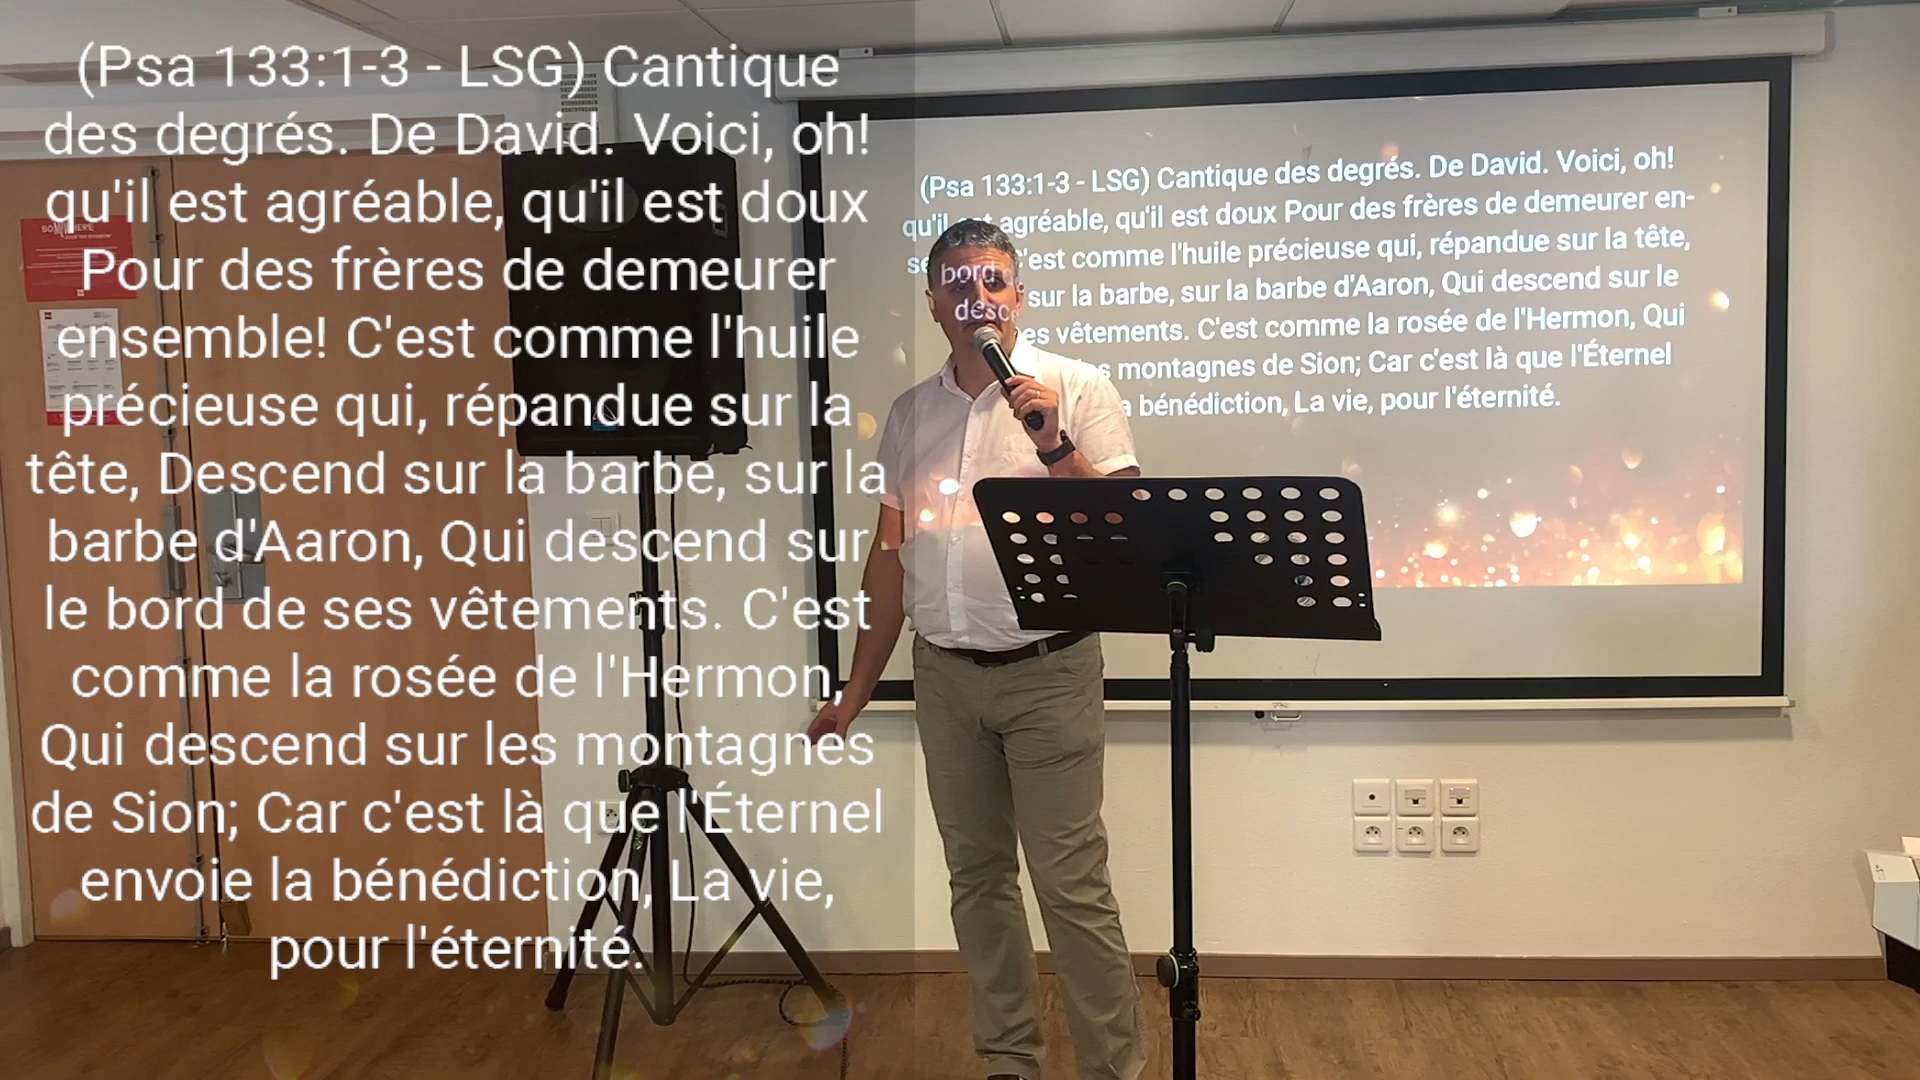 (Psa 133:1-3 - LSG) Cantique
des degrés. De David. Voici, oh!
qu'il est agréable, qu'il est doux
Pour des frères de demeurer
ensemble! C'est comme l'huile
précieuse qui, répandue sur la
tête, Descend sur la barbe, sur la
barbe d'Aaron, Qui descend sur
le bord de ses vêtements. C'est
comme la rosée de l'Hermon,
Qui descend sur les montagnes
de Sion; Car c'est là que l'Éternel
envoie la bénédiction, La vie,
pour l'éternité.
(Psa 133:1-3 - LSG) Cantique des degrés. De David. Voici, oh!
qu'il agréable, qu'il est doux Pour des frères de demeurer en-
C'est comme l'huile précieuse qui, répandue sur la tête,
sur la barbe, sur la barbe d'Aaron, Qui descend sur le
bord ses vêtements. C'est comme la rosée de l'Hermon, Qui
desce montagnes de Sion; Car c'est là que l'Éternel
la bénédiction, La vie, pour l'éternité.